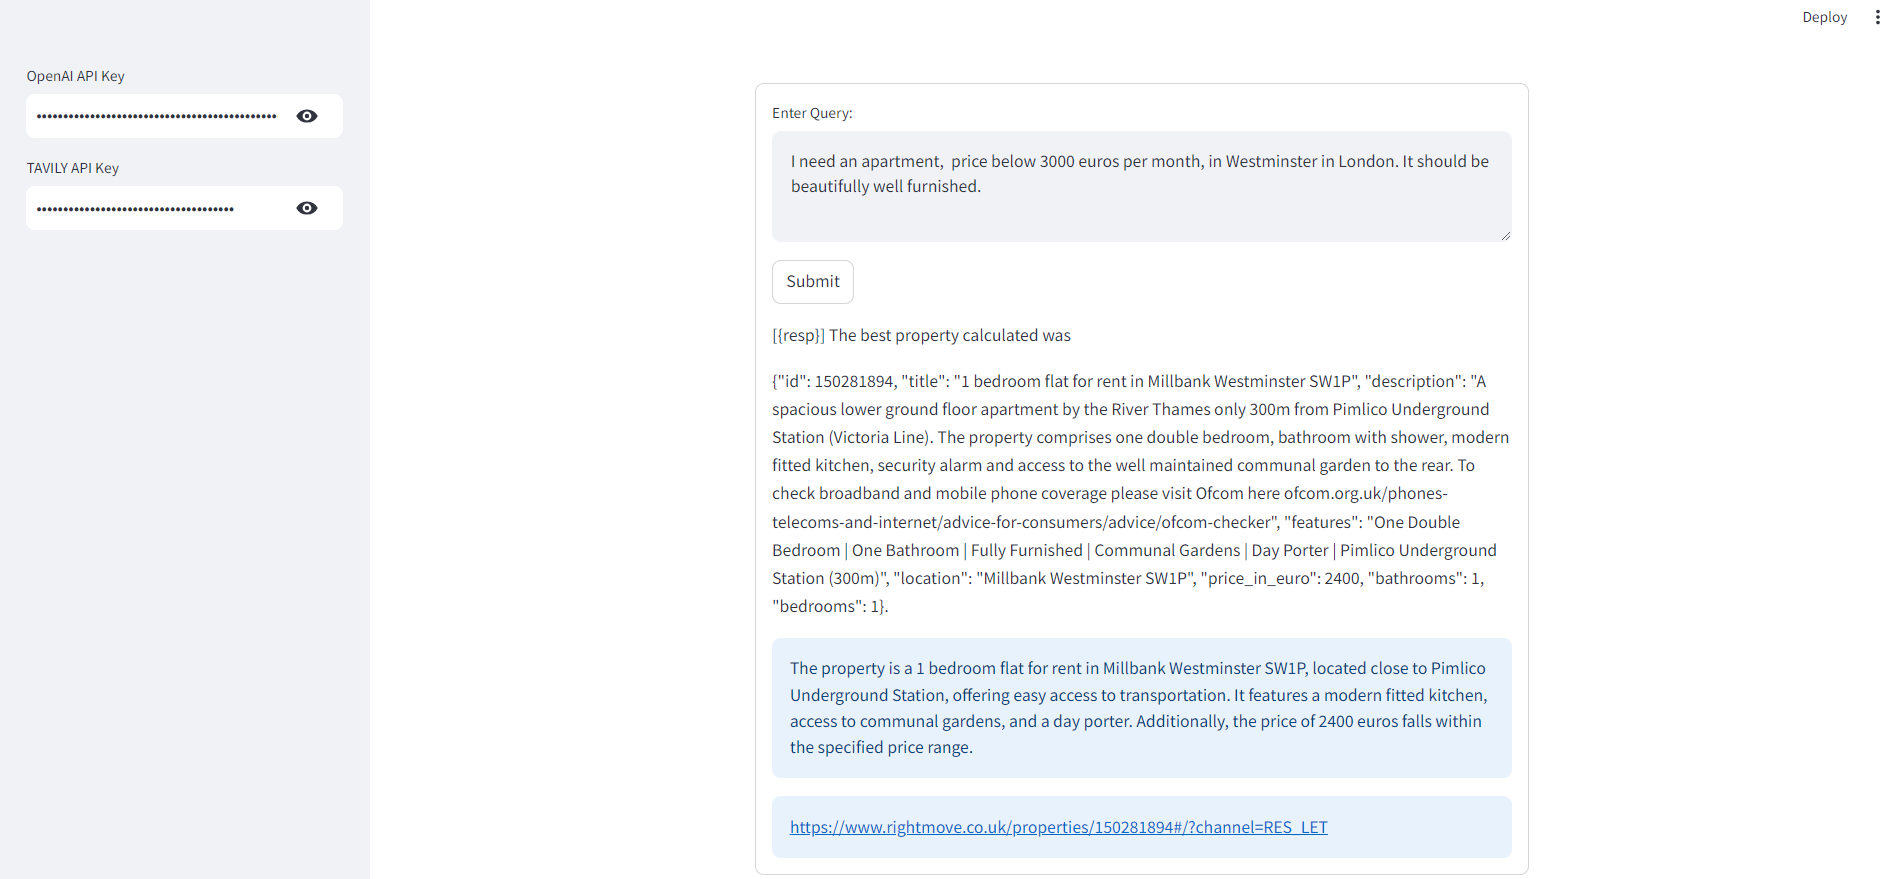 Deploy
OpenAI API Key
••••••••••••••••••••••••••••••••••••••••••••••
TAVILY API Key
••••••••••••••••••••••••••••••••••••••
Enter Query:
I need an apartment,  price below 3000 euros per month, in Westminster in London. It should be
beautifully well furnished.
Submit
[{resp}] The best property calculated was
{"id": 150281894, "title": "1 bedroom flat for rent in Millbank Westminster SW1P", "description": "A
spacious lower ground floor apartment by the River Thames only 300m from Pimlico Underground
Station (Victoria Line). The property comprises one double bedroom, bathroom with shower, modern
fitted kitchen, security alarm and access to the well maintained communal garden to the rear. To
check broadband and mobile phone coverage please visit Ofcom here ofcom.org.uk/phones-
telecoms-and-internet/advice-for-consumers/advice/ofcom-checker", "features": "One Double
Bedroom | One Bathroom | Fully Furnished | Communal Gardens | Day Porter | Pimlico Underground
Station (300m)", "location": "Millbank Westminster SW1P", "price_in_euro": 2400, "bathrooms": 1,
"bedrooms": 1}.
The property is a 1 bedroom flat for rent in Millbank Westminster SW1P, located close to Pimlico
Underground Station, offering easy access to transportation. It features a modern fitted kitchen,
access to communal gardens, and a day porter. Additionally, the price of 2400 euros falls within
the specified price range.
https://www.rightmove.co.uk/properties/150281894#/?channel=RES_LET